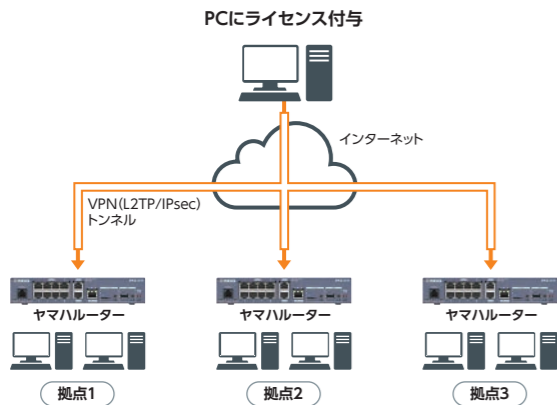 PCにライセンス付与
インターネット
VPN(L2TP/IPsec)
トンネル
ヤマハルーター
ヤマハルーター
ヤマハルーター
拠点1
拠点2
拠点3